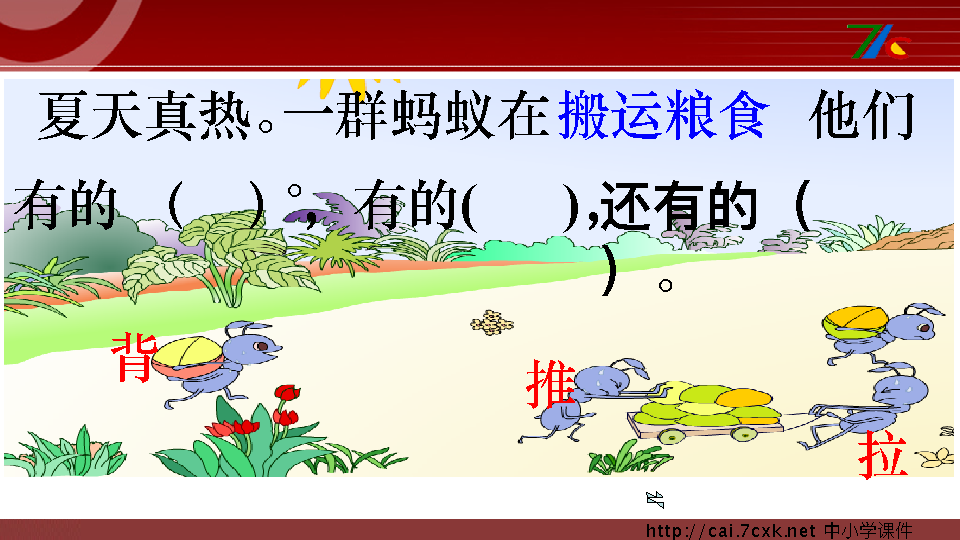 夏天真热。一群蚂蚁在搬运粮食 他们
有的 ( )。, 有的( ),还有的 (
) 。
背
推
拉
http://cai.7cxk.net 中小学课件